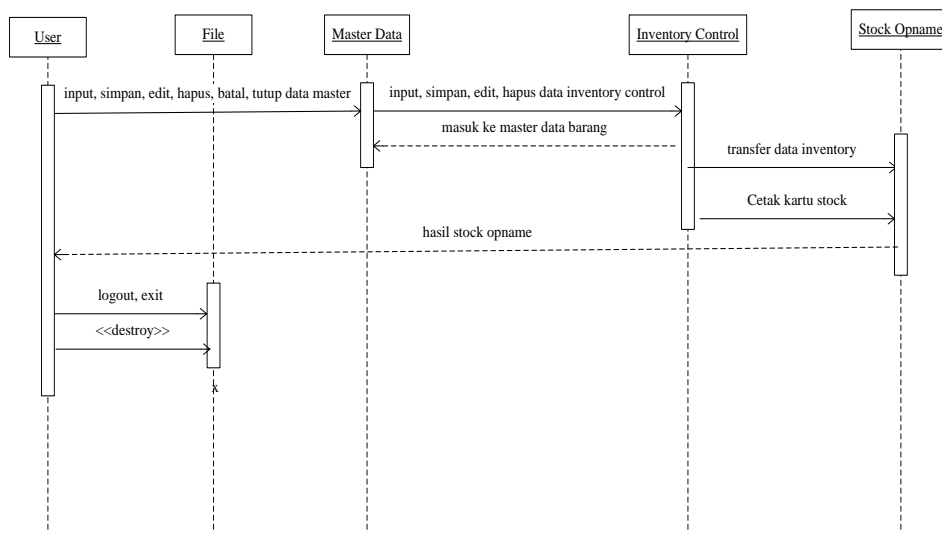 User
File
Master Data
Inventory Control
Stock Opname
input, simpan, edit, hapus, batal, tutup data master
input, simpan, edit, hapus data inventory control
masuk ke master data barang
transfer data inventory
Cetak kartu stock
hasil stock opname
logout, exit
<<destroy>>
x